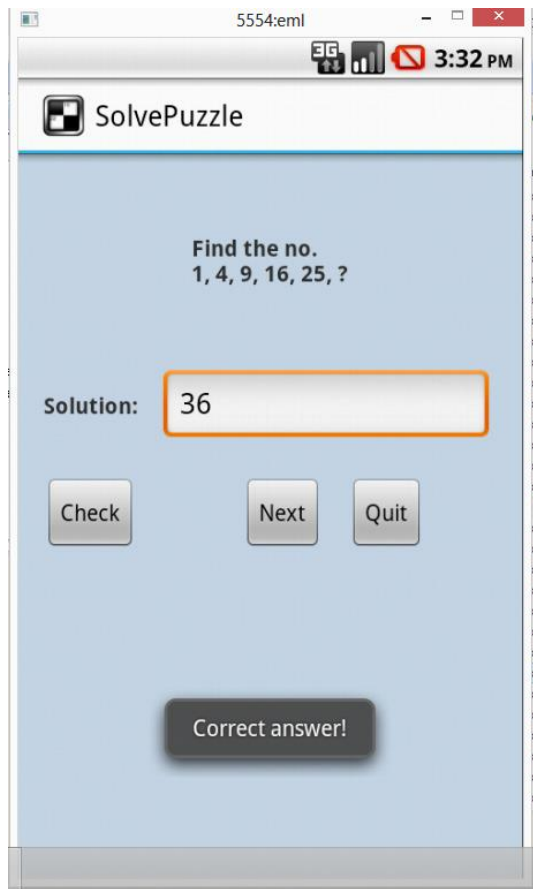 5554:eml
3G 3:32 PM
SolvePuzzle
Find the no.
1, 4, 9, 16, 25, ?
Solution: 36
Check Next Quit
Correct answer!